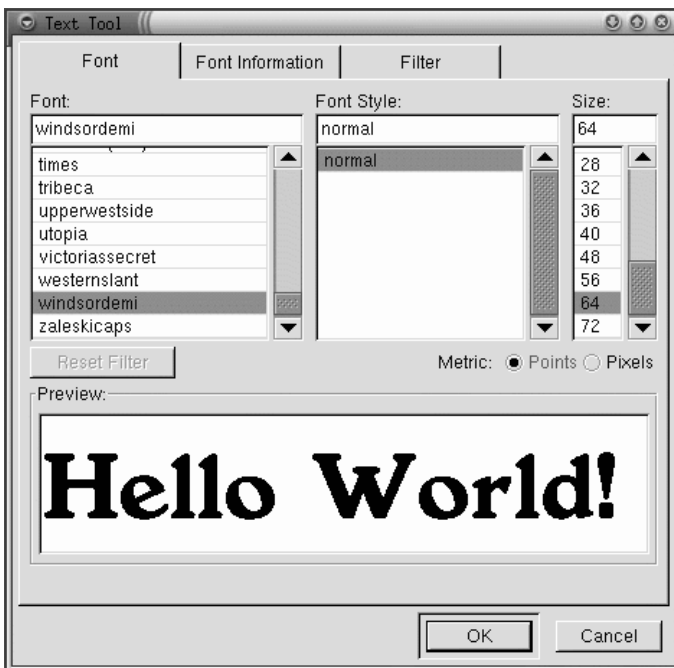 Text Tool
Font
Font Information
Filter
Font:
Font Style:
Size:
windsordemi
normal
64
times
tribeca
upperwestside
utopia
victoriassecret
westernslant
windsordemi
zaleskicaps
normal
28
32
36
40
48
56
64
72
Reset Filter
Metric:
Points
Pixels
Preview:
Hello World!
OK
Cancel